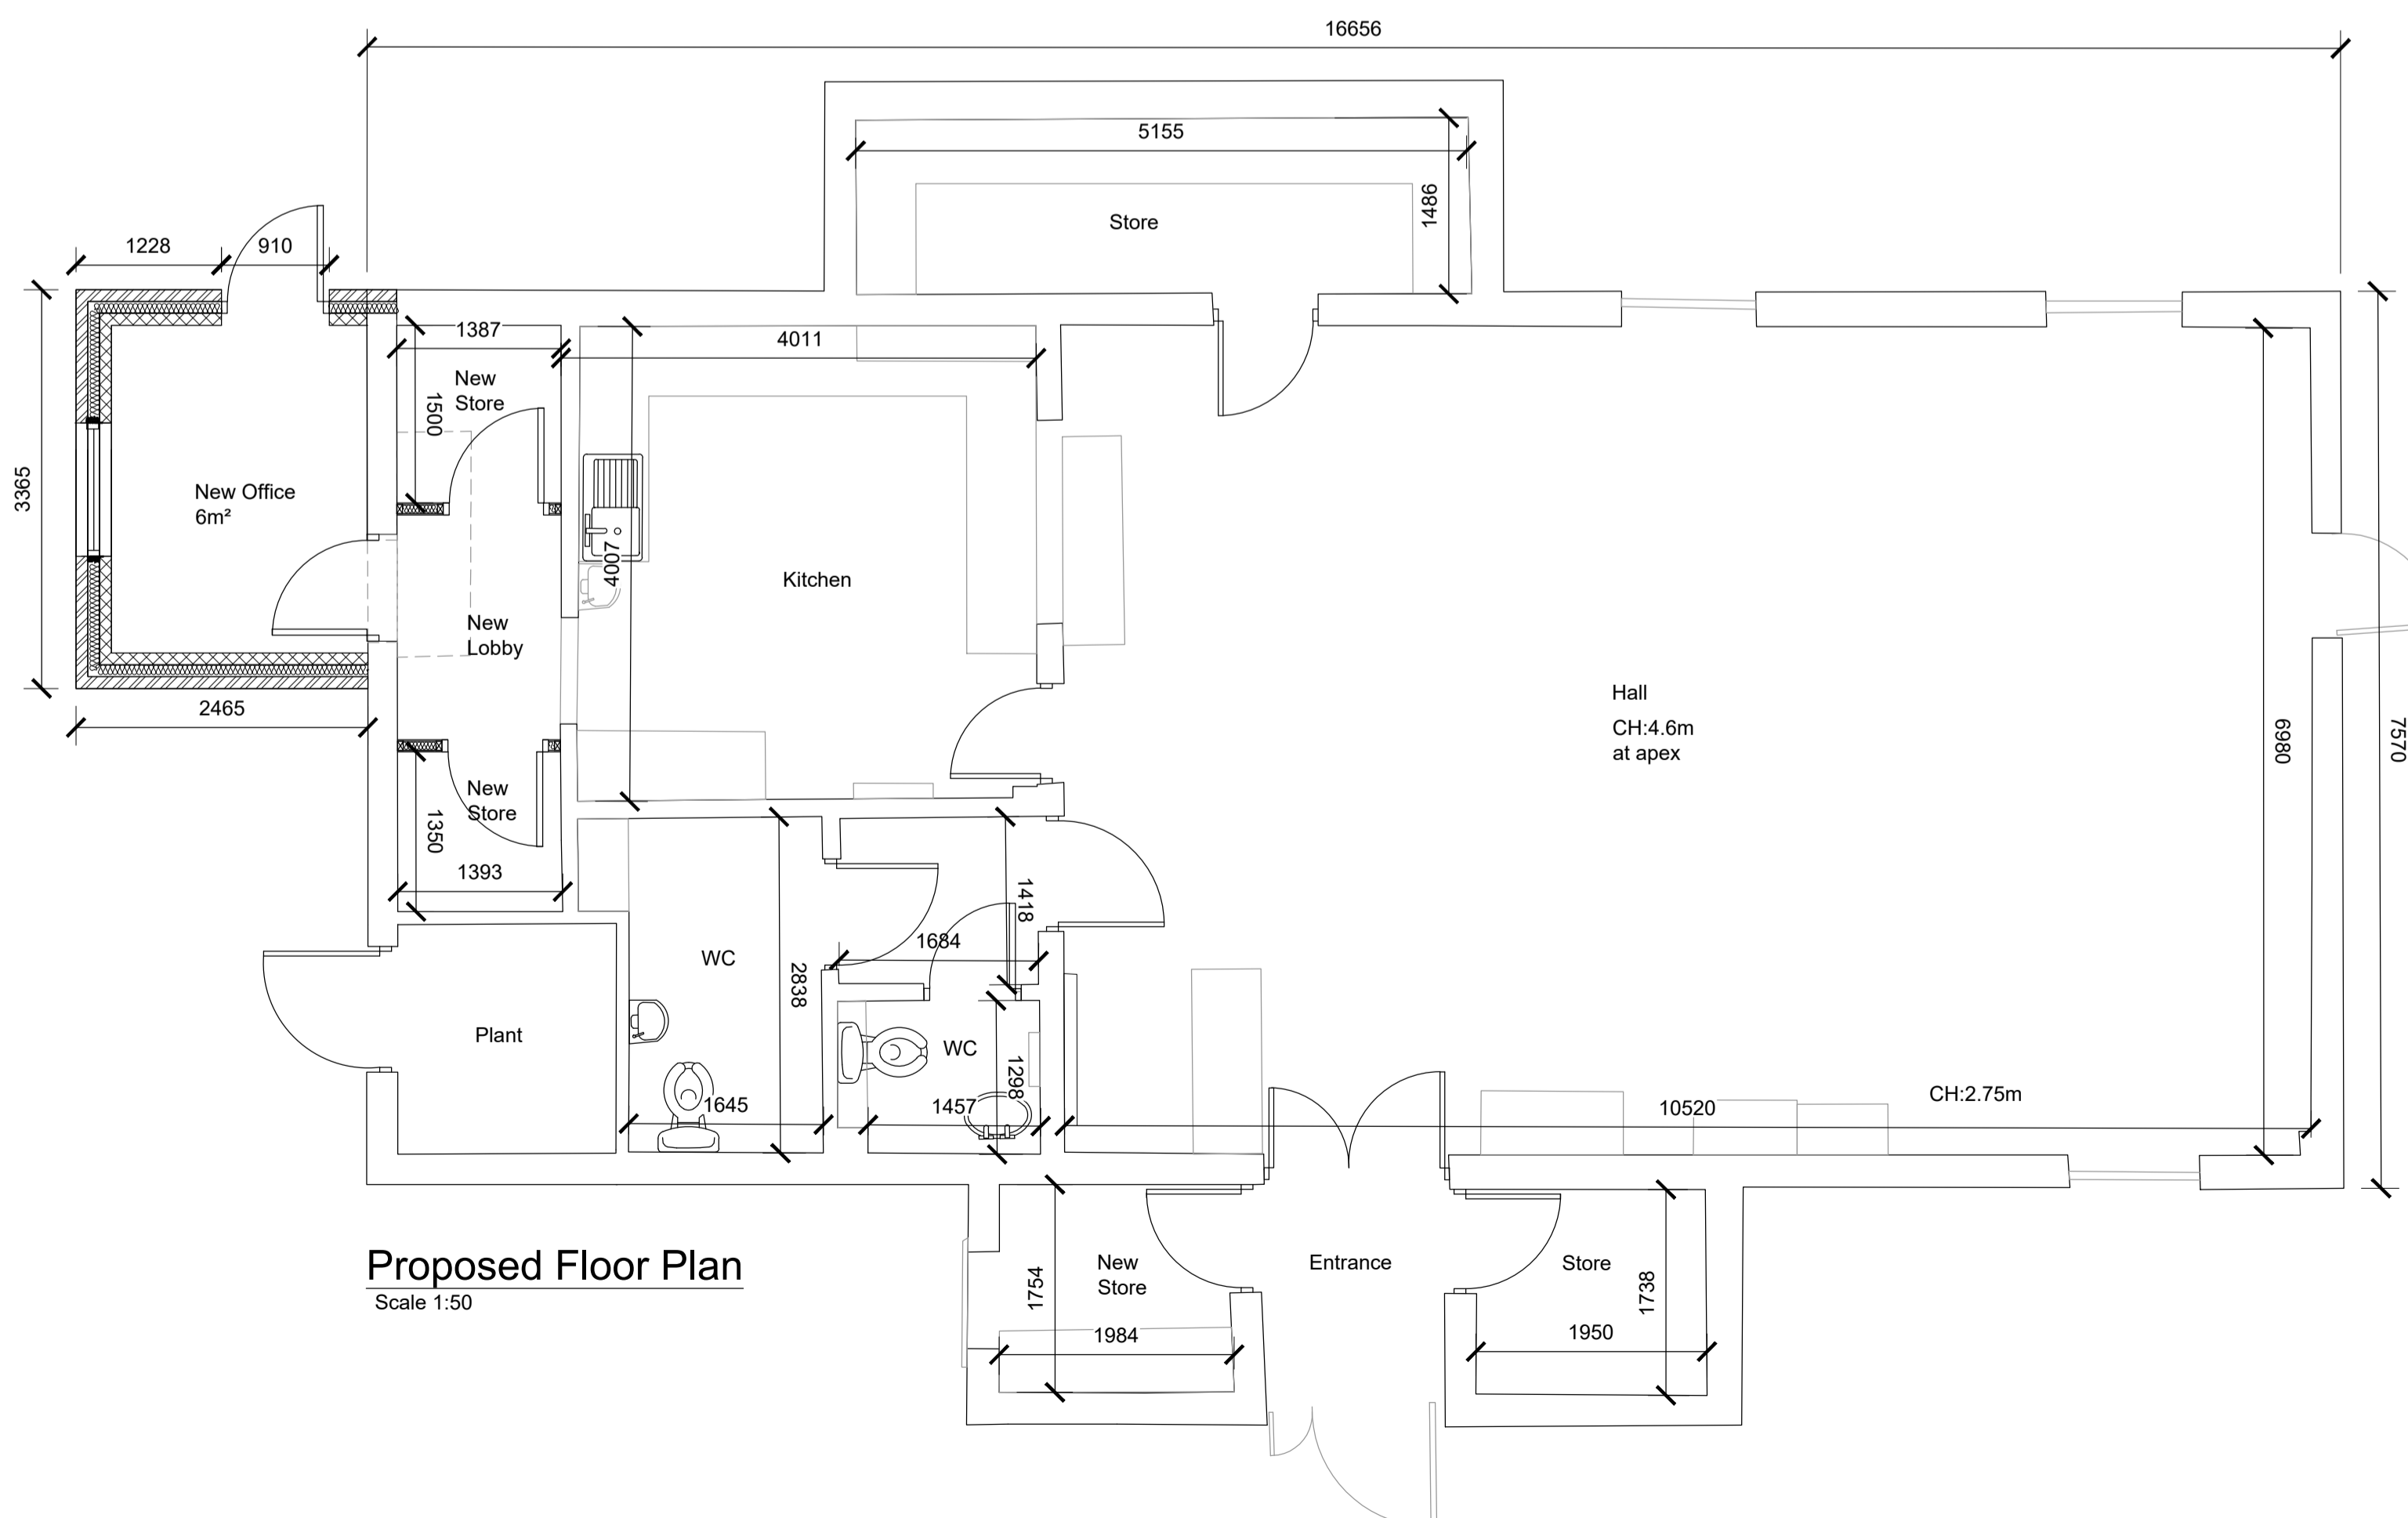 16656
5155
1486
Store
1228
910
1387
4011
New
Store
1500
3365
New Office
6m²
4007
Kitchen
New
Lobby
2465
Hall
CH:4.6m
at apex
6980
7570
New
Store
1350
1393
1418
1684
WC
2838
Plant
WC
1298
1645
1457
CH:2.75m
10520
Proposed Floor Plan
Scale 1:50
New
Store
1754
1984
Entrance
Store
1738
1950